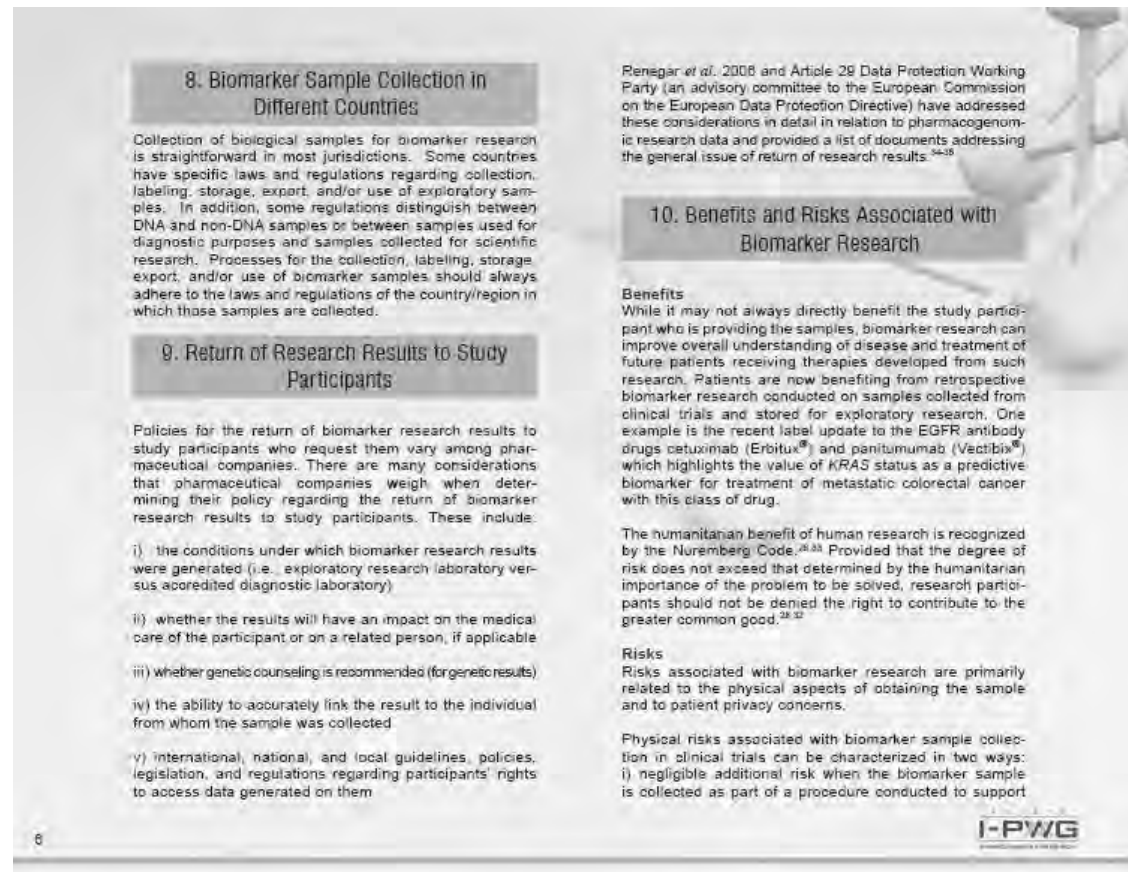 8. Biomarker Sample Collection in
Different Countries
Collection of biological samples for biomarker research
is straightforward in most jurisdictions. Some countries
have specific laws and regulations regarding collection,
labeling, storage, export, and/or use of exploratory sam-
ples. In addition, some regulations distinguish between
DNA and non-DNA samples or between samples used for
diagnostic purposes and samples collected for scientific
research. Processes for the collection, labeling, storage,
export, and/or use of biomarker samples should always
adhere to the laws and regulations of the country/region in
which those samples are collected.
9. Return of Research Results to Study
Participants
Policies for the return of biomarker research results to
study participants who request them vary among phar-
maceutical companies. There are many considerations
that pharmaceutical companies weigh when deter-
mining their policy regarding the return of biomarker
research results to study participants. These include:
i) the conditions under which biomarker research results
were generated (i.e., exploratory research laboratory ver-
sus accredited diagnostic laboratory)
ii) whether the results will have an impact on the medical
care of the participant or on a related person, if applicable
iii) whether genetic counseling is recommended (for genetic results)
iv) the ability to accurately link the result to the individual
from whom the sample was collected
v) international, national, and local guidelines, policies,
legislation, and regulations regarding participants' rights
to access data generated on them
Renegar et al. 2006 and Article 29 Data Protection Working
Party (an advisory committee to the European Commission
on the European Data Protection Directive) have addressed
these considerations in detail in relation to pharmacogenom-
ic research data and provided a list of documents addressing
the general issue of return of research results.
10. Benefits and Risks Associated with
Biomarker Research
Benefits
While it may not always directly benefit the study partici-
pant who is providing the samples, biomarker research can
improve overall understanding of disease and treatment of
future patients receiving therapies developed from such
research. Patients are now benefiting from retrospective
biomarker research conducted on samples collected from
clinical trials and stored for exploratory research. One
example is the recent label update to the EGFR antibody
drugs cetuximab (Erbitux®) and panitumumab (Vectibix®)
which highlights the value of KRAS status as a predictive
biomarker for treatment of metastatic colorectal cancer
with this class of drug.
The humanitarian benefit of human research is recognized
by the Nuremberg Code. Provided that the degree of
risk does not exceed that determined by the humanitarian
importance of the problem to be solved, research partici-
pants should not be denied the right to contribute to the
greater common good.
Risks
Risks associated with biomarker research are primarily
related to the physical aspects of obtaining the sample
and to patient privacy concerns.
Physical risks associated with biomarker sample collec-
tion in clinical trials can be characterized in two ways:
i) negligible additional risk when the biomarker sample
is collected as part of a procedure conducted to support
6
I-PWG